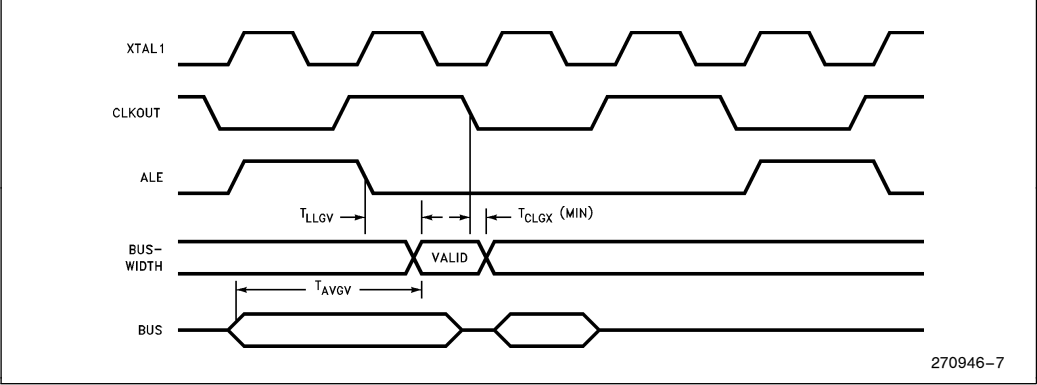 XTAL1
CLKOUT
ALE
TLLGV
TCLGX (MIN)
BUS-
WIDTH
VALID
TAVGV
BUS
270946-7